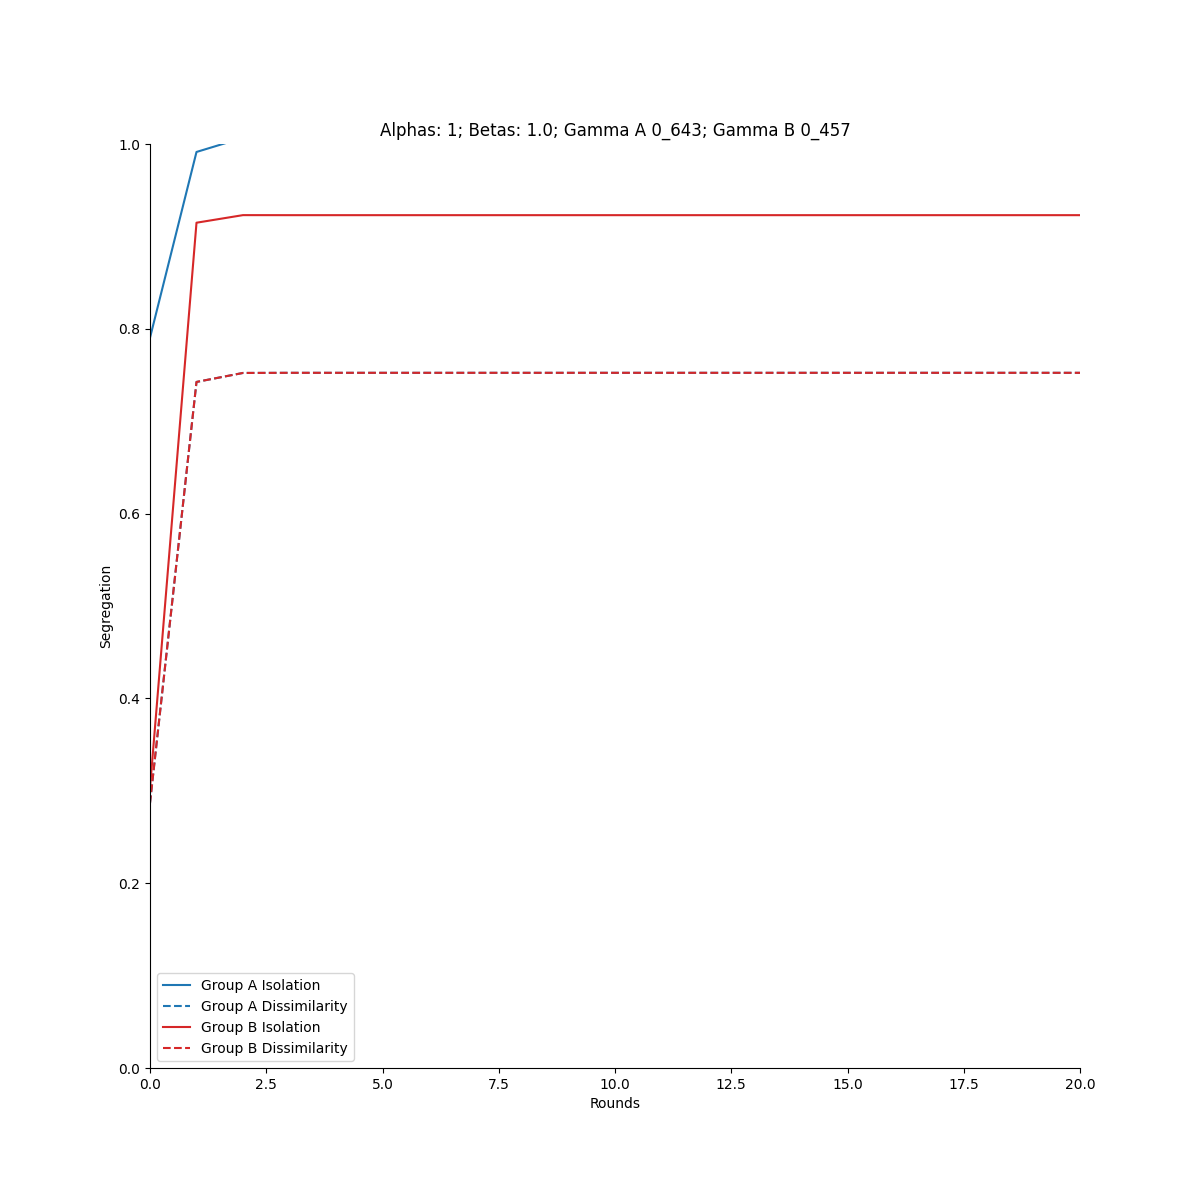 Alphas: 1; Betas: 1.0; Gamma A 0_643; Gamma B 0_457
1.0
0.8
0.6
0.4
0.2
0.0
Segregation
Group A Isolation
Group A Dissimilarity
Group B Isolation
Group B Dissimilarity
0.0 2.5 5.0 7.5 10.0 12.5 15.0 17.5 20.0
Rounds